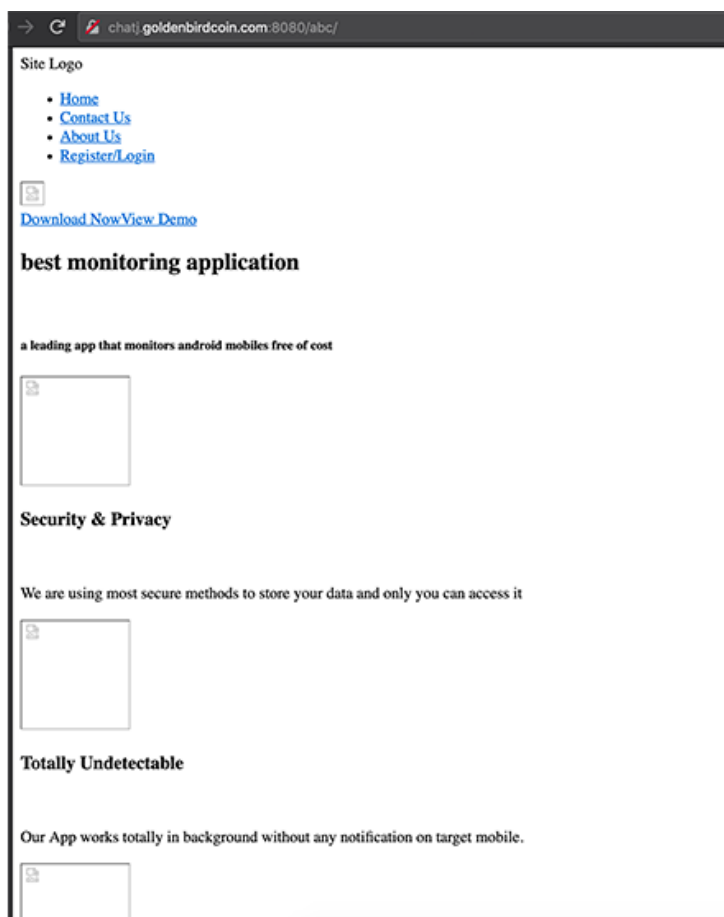 chatj.goldenbirdcoin.com:8080/abc/
Site Logo
Home
Contact Us
About Us
Register/Login
Download NowView Demo
best monitoring application
a leading app that monitors android mobiles free of cost
Security & Privacy
We are using most secure methods to store your data and only you can access it
Totally Undetectable
Our App works totally in background without any notification on target mobile.